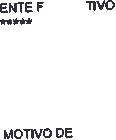 ENTE F TIVO
*****
MOTIVO DE